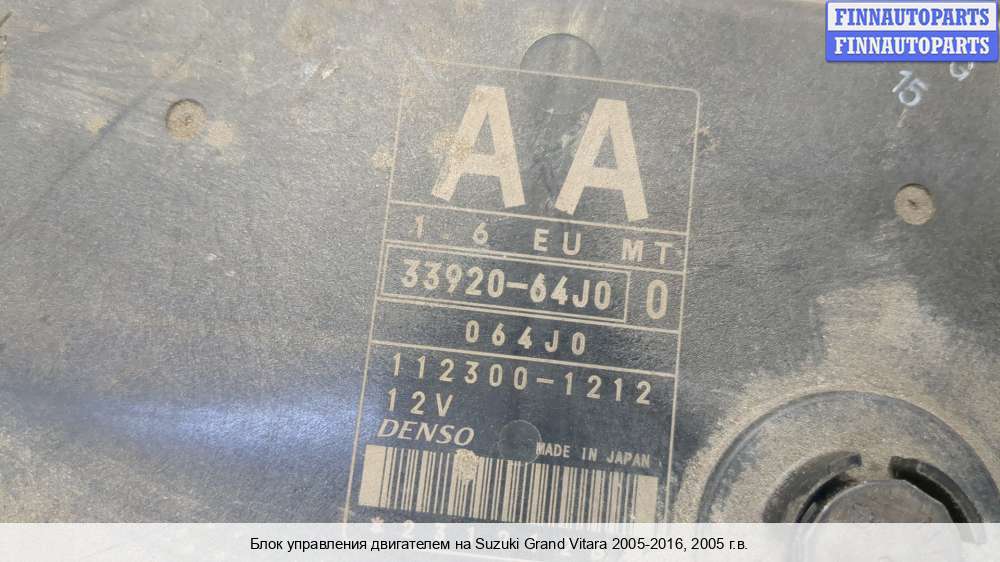 FINNAUTOPARTS
FINNAUTOPARTS
15
AA
1.6 EU MT
33920-64J0 0
064J0
112300-1212
12V
DENSO
MADE IN JAPAN
Блок управления двигателем на Suzuki Grand Vitara 2005-2016, 2005 г.в.